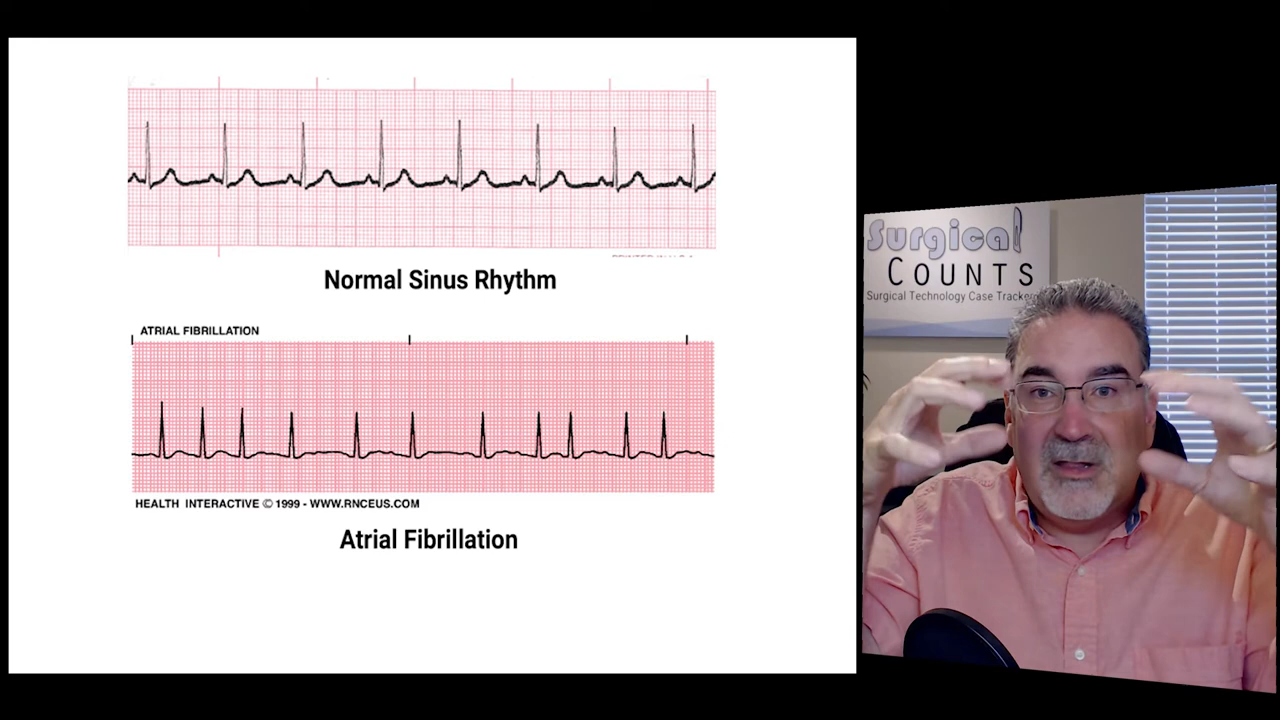 Normal Sinus Rhythm
ATRIAL FIBRILLATION
HEALTH INTERACTIVE © 1999 - WWW.RNCEUS.COM
Atrial Fibrillation
Surgical
COUNTS
Surgical Technology Case Tracker